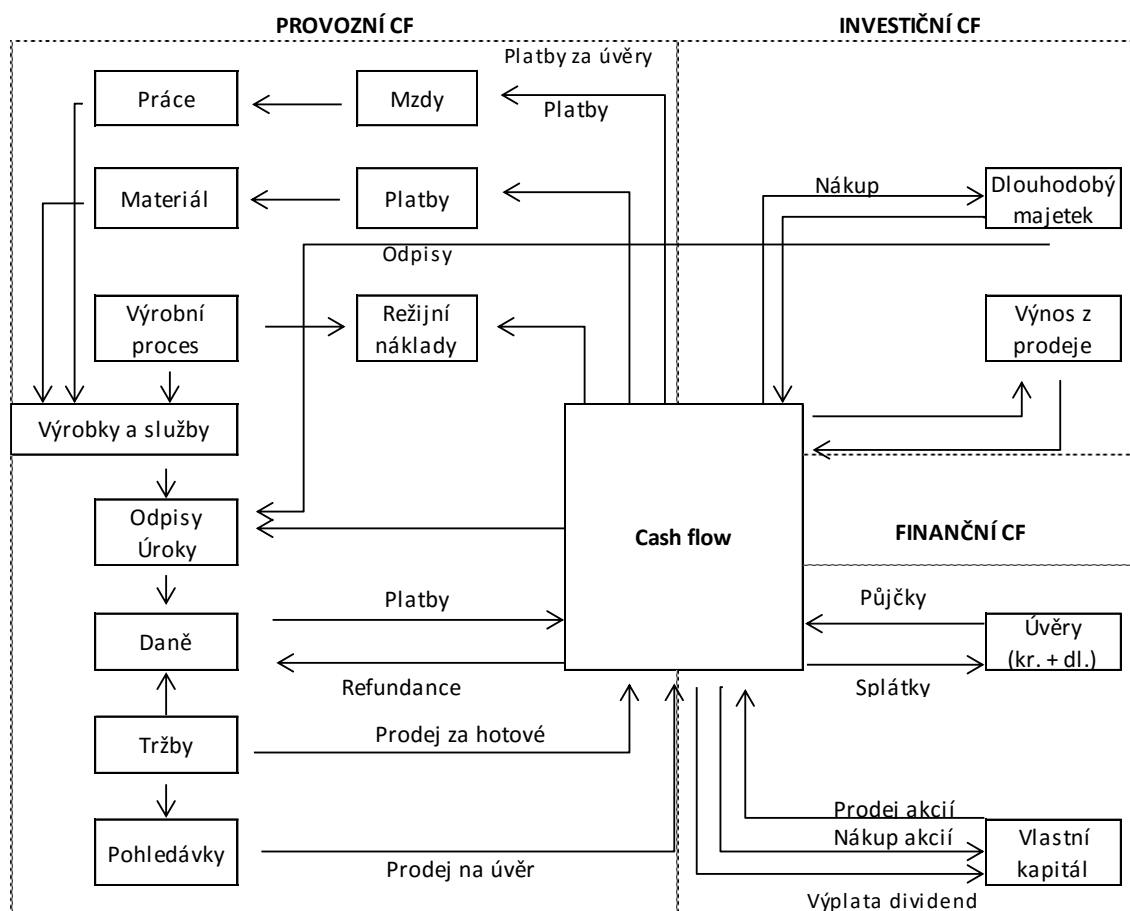 PROVOZNÍ CF
INVESTIČNÍ CF
Platby za úvěry
Práce
Mzdy
Platby
Materiál
Platby
Nákup
Dlouhodobý
majetek
Odpisy
Výrobní
proces
Režijní
náklady
Výnos z
prodeje
Výrobky a služby
Odpisy
Úroky
Cash flow
FINANČNÍ CF
Platby
Půjčky
Daně
Úvěry
(kr. + dl.)
Refundance
Splátky
Tržby
Prodej za hotové
Prodej akcií
Nákup akcií
Vlastní
kapitál
Pohledávky
Prodej na úvěr
Výplata dividend